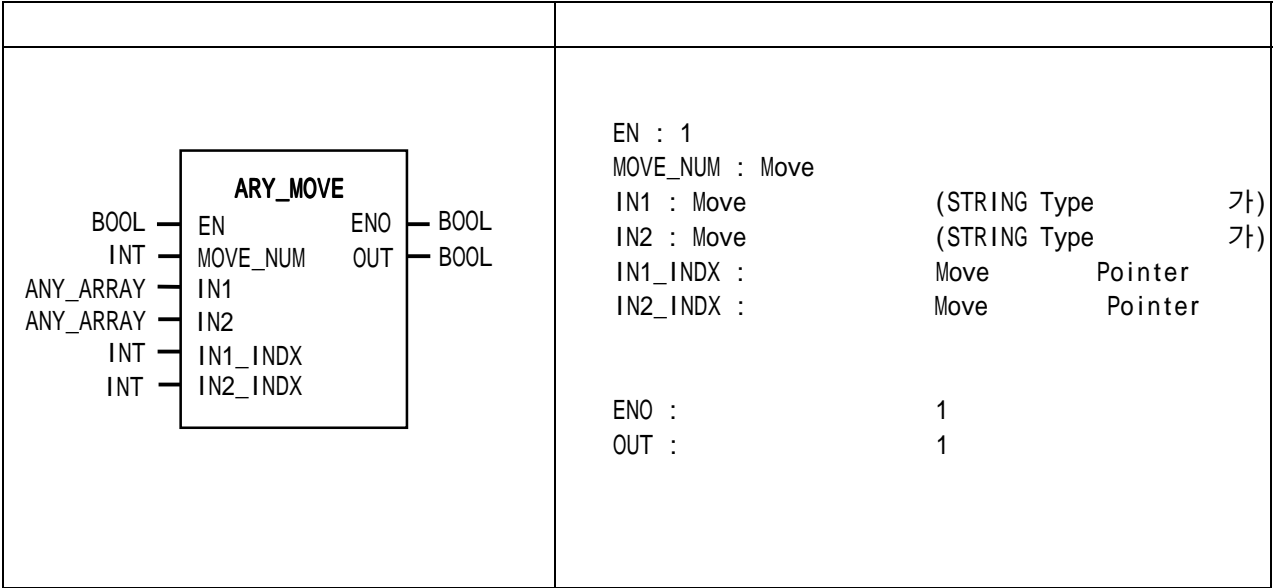 ARY_MOVE
BOOL EN ENO BOOL
INT MOVE_NUM OUT BOOL
ANY_ARRAY IN1
ANY_ARRAY IN2
INT IN1_INDX
INT IN2_INDX
EN : 1
MOVE_NUM : Move
IN1 : Move (STRING Type 가)
IN2 : Move (STRING Type 가)
IN1_INDX : Move Pointer
IN2_INDX : Move Pointer
ENO : 1
OUT : 1